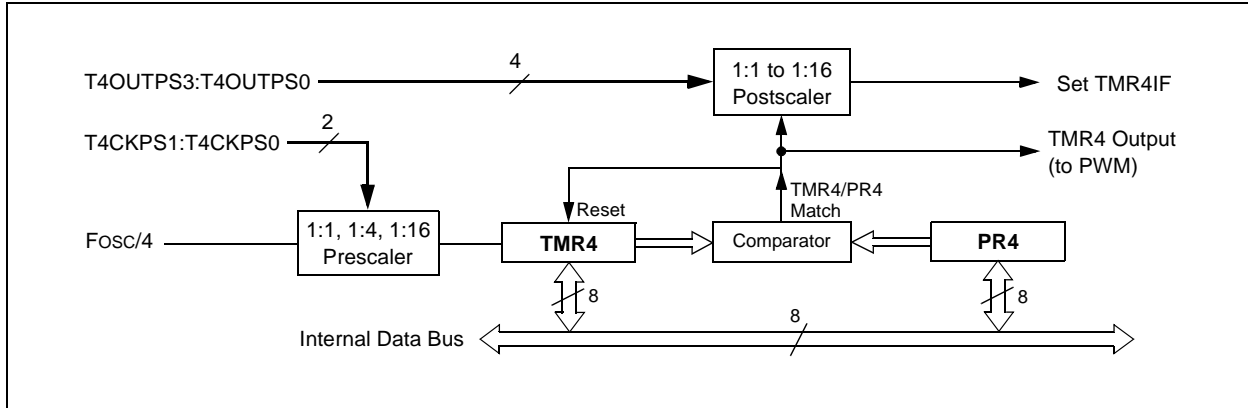 4
T4OUTPS3:T4OUTPS0
1:1 to 1:16
Postscaler
Set TMR4IF
2
T4CKPS1:T4CKPS0
TMR4 Output
(to PWM)
TMR4/PR4
Match
Reset
FOSC/4
1:1, 1:4, 1:16
Prescaler
TMR4
Comparator
PR4
8
8
8
Internal Data Bus